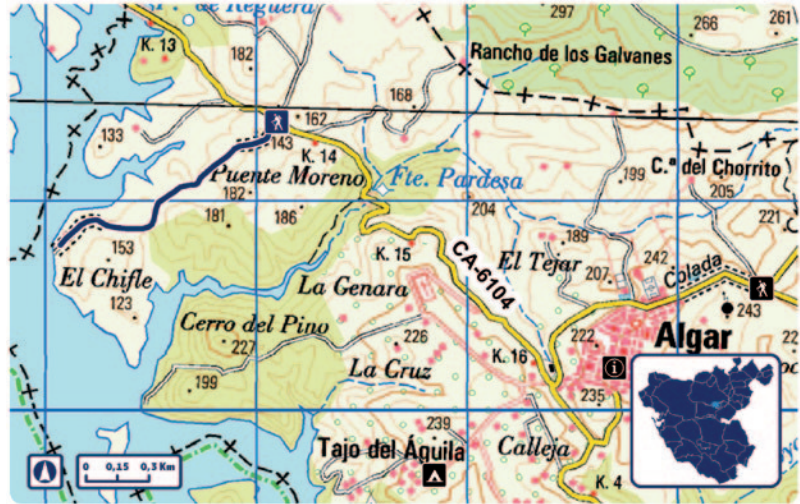 P. de Reguera
297
261
266
K. 13
182
Rancho de los Galvanes
168
162
133
143
K. 14
Puente Moreno
Fte. Pardesa
199
C.ª del Chorrito
205
182
181
186
204
221
153
K. 15
CA-6104
189
El Tejar
242
El Chifle
207
Colada
123
La Genara
243
Cerro del Pino
226
222
Algar
227
La Cruz
K. 16
199
235
239
Tajo del Águila
Calleja
K. 4
0 0,15 0,3 Km